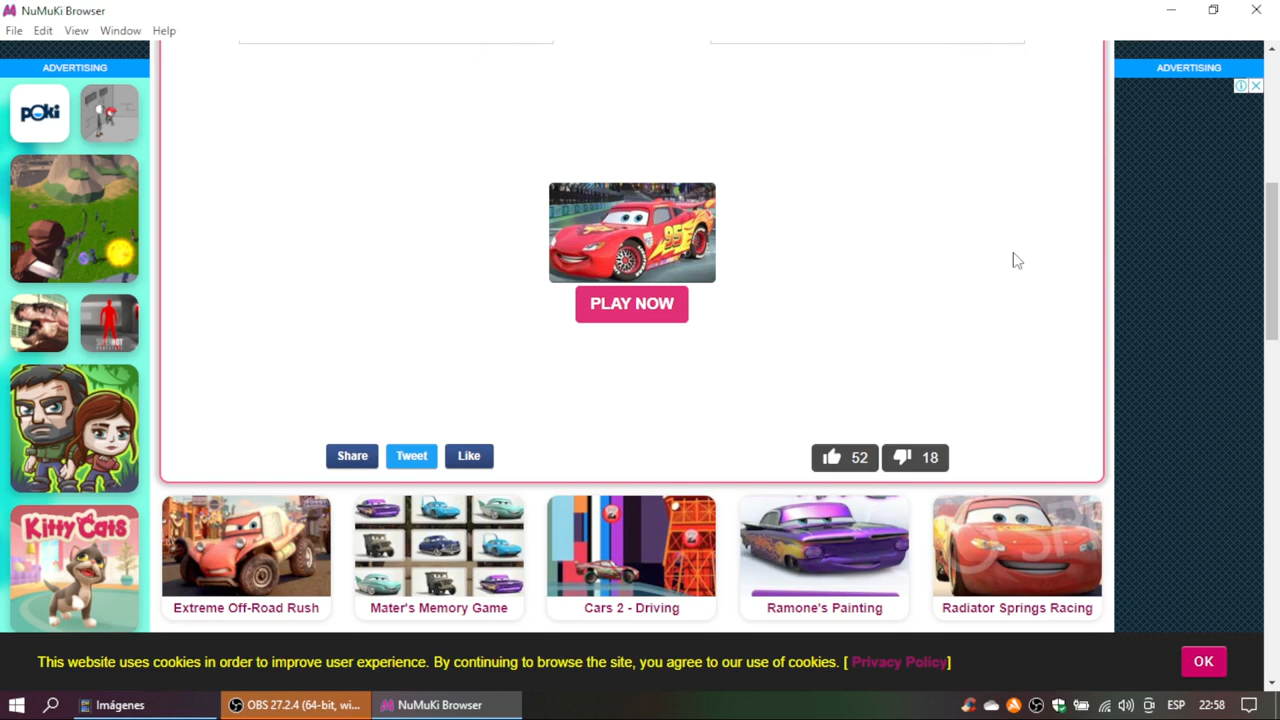 NuMuKi Browser
File Edit View Window Help
ADVERTISING
ADVERTISING
poki
95
PLAY NOW
SUPERHOT
Share Tweet Like
52 18
Kitty Cats
Extreme Off-Road Rush
Mater's Memory Game
Cars 2 - Driving
Ramone's Painting
Radiator Springs Racing
This website uses cookies in order to improve user experience. By continuing to browse the site, you agree to our use of cookies. [ Privacy Policy]
OK
Imágenes
OBS 27.2.4 (64-bit, wi...
NuMuKi Browser
ESP 22:58